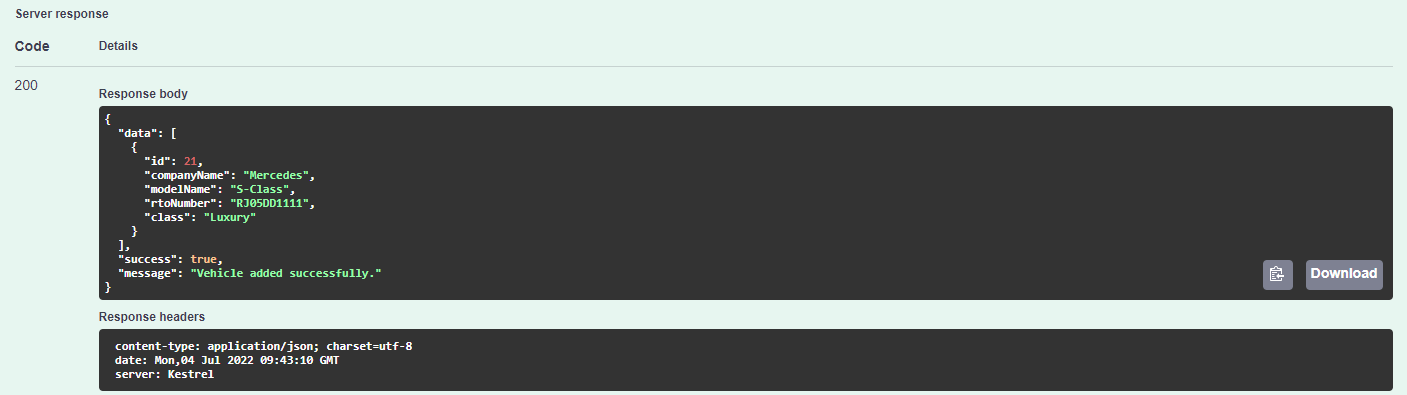 Server response
Code Details
200
Response body
{
  "data": [
    {
      "id": 21,
      "companyName": "Mercedes",
      "modelName": "S-Class",
      "rtoNumber": "RJ05DD1111",
      "class": "Luxury"
    }
  ],
  "success": true,
  "message": "Vehicle added successfully."
}
Download
Response headers
content-type: application/json; charset=utf-8
date: Mon,04 Jul 2022 09:43:10 GMT
server: Kestrel